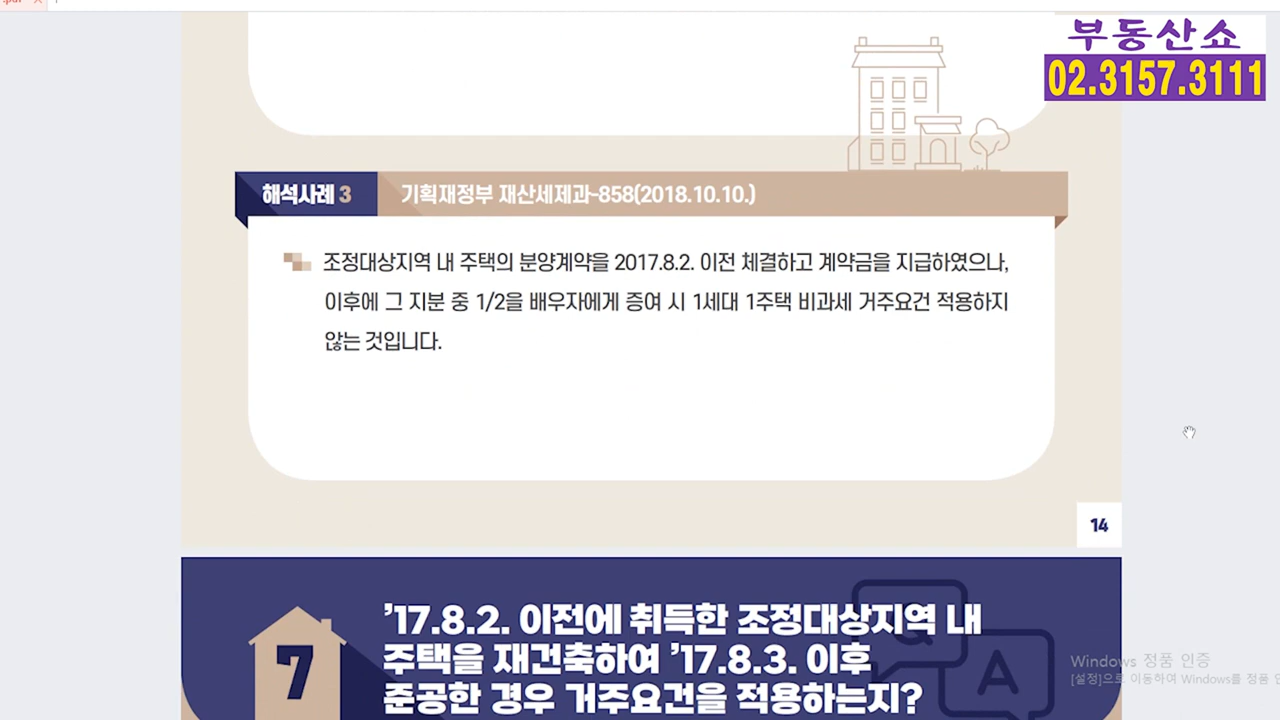 .pdf
부동산쇼
02.3157.3111
해석사례 3
기획재정부 재산세제과-858(2018.10.10.)
조정대상지역 내 주택의 분양계약을 2017.8.2. 이전 체결하고 계약금을 지급하였으나,
이후에 그 지분 중 1/2을 배우자에게 증여 시 1세대 1주택 비과세 거주요건 적용하지
않는 것입니다.
14
7
’17.8.2. 이전에 취득한 조정대상지역 내
주택을 재건축하여 ’17.8.3. 이후
준공한 경우 거주요건을 적용하는지?
A
Windows 정품 인증
[설정]으로 이동하여 Windows를 정품